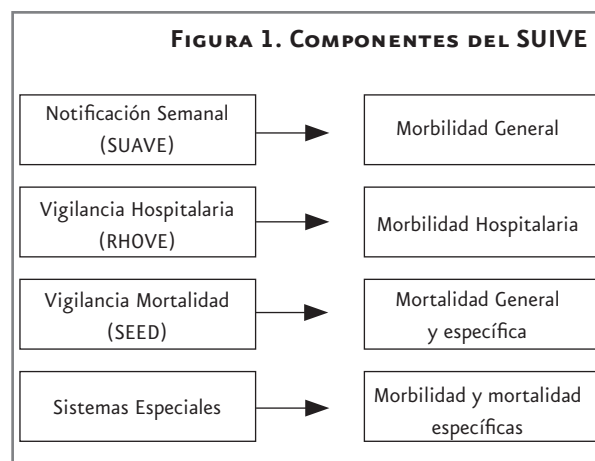 FIGURA 1. COMPONENTES DEL SUIVE
Notificación Semanal
(SUAVE)
Morbilidad General
Vigilancia Hospitalaria
(RHOVE)
Morbilidad Hospitalaria
Vigilancia Mortalidad
(SEED)
Mortalidad General
y específica
Sistemas Especiales
Morbilidad y mortalidad
específicas